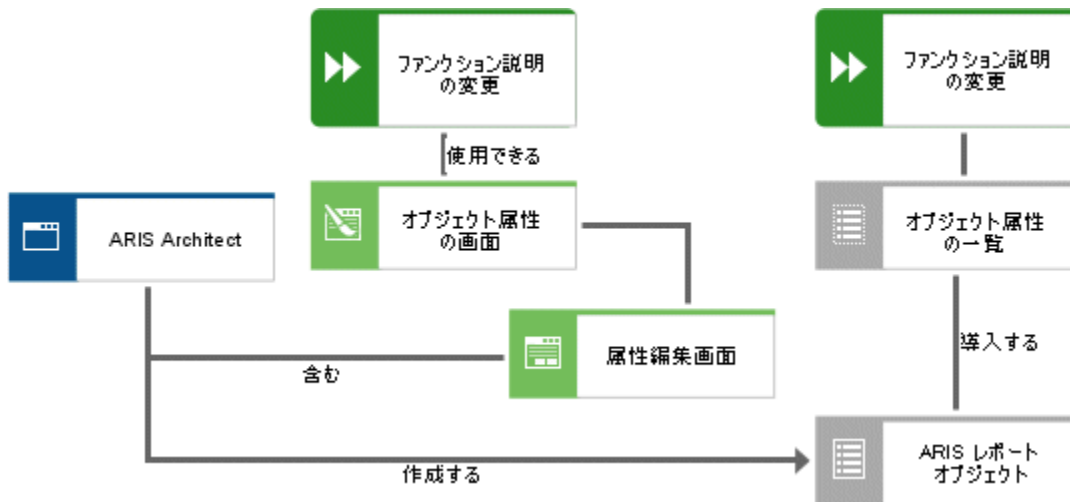 ファンクション説明
の変更
ファンクション説明
の変更
使用できる
ARIS Architect
オブジェクト属性
の画面
オブジェクト属性
の一覧
属性編集画面
導入する
含む
作成する
ARIS レポート
オブジェクト